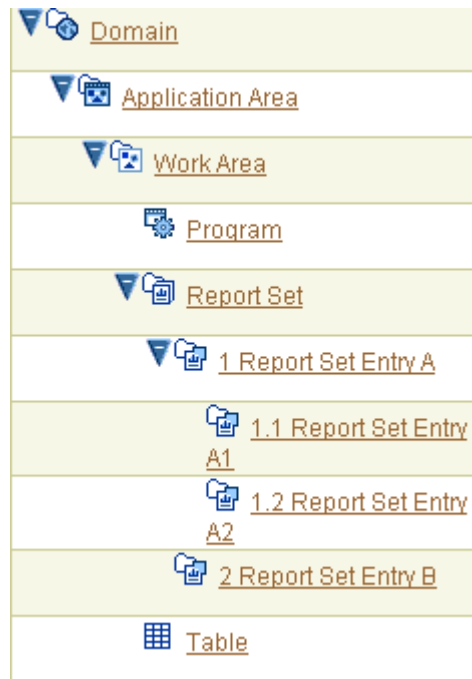 Domain
Application Area
Work Area
Program
Report Set
1 Report Set Entry A
1.1 Report Set Entry
A1
1.2 Report Set Entry
A2
2 Report Set Entry B
Table